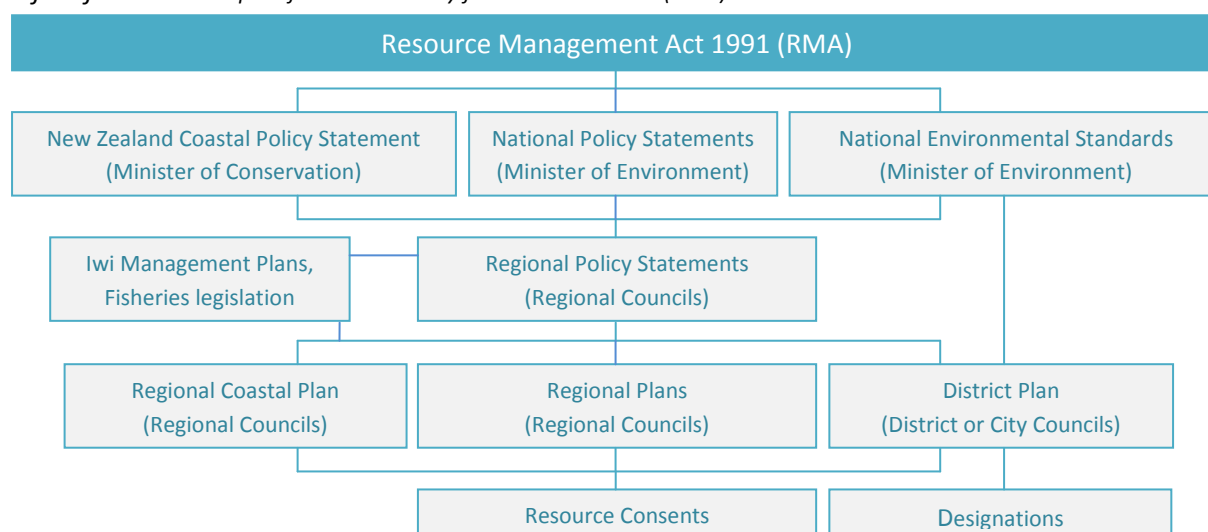 Resource Management Act 1991 (RMA)
New Zealand Coastal Policy Statement
(Minister of Conservation)
National Policy Statements
(Minister of Environment)
National Environmental Standards
(Minister of Environment)
Iwi Management Plans,
Fisheries legislation
Regional Policy Statements
(Regional Councils)
Regional Coastal Plan
(Regional Councils)
Regional Plans
(Regional Councils)
District Plan
(District or City Councils)
Resource Consents
Designations